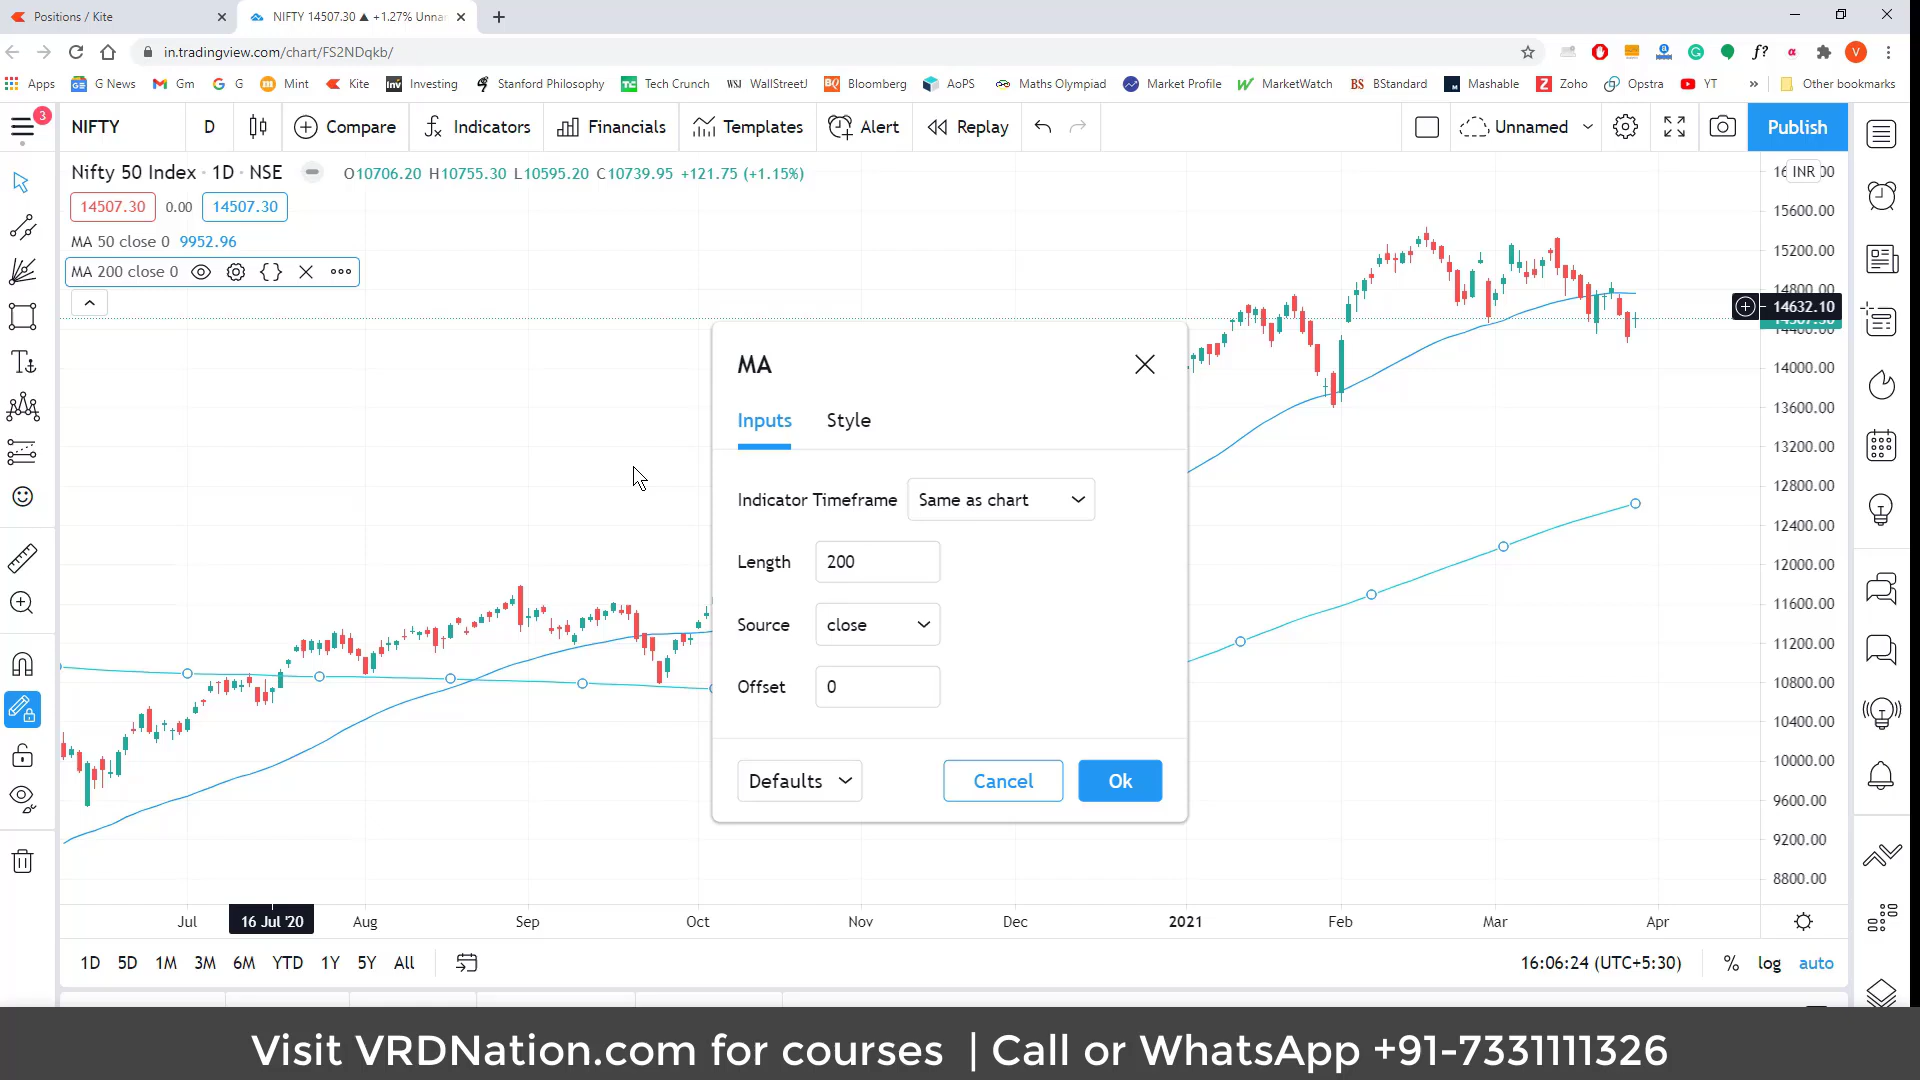 Positions / Kite
NIFTY 14507.30 ▲ +1.27% Unna
in.tradingview.com/chart/FS2NDqkb/
Apps G News Gm G Mint Kite Investing Stanford Philosophy Tech Crunch WSJ WallStreetJ BQ Bloomberg AoPS Maths Olympiad Market Profile MarketWatch BS BStandard Mashable Zoho Opstra YT » Other bookmarks
3
NIFTY D Compare Indicators Financials Templates Alert Replay Unnamed Publish
Nifty 50 Index · 1D · NSE O10706.20 H10755.30 L10595.20 C10739.95 +121.75 (+1.15%)
14507.30 0.00 14507.30
MA 50 close 0 9952.96
MA 200 close 0
INR
15600.00
15200.00
14800.00
14632.10
14400.00
14000.00
13600.00
13200.00
12800.00
12400.00
12000.00
11600.00
11200.00
10800.00
10400.00
10000.00
9600.00
9200.00
8800.00
MA
Inputs Style
Indicator Timeframe Same as chart
Length 200
Source close
Offset 0
Defaults Cancel Ok
Jul 16 Jul '20 Aug Sep Oct Nov Dec 2021 Feb Mar Apr
1D 5D 1M 3M 6M YTD 1Y 5Y All 16:06:24 (UTC+5:30) % log auto
Visit VRDNation.com for courses | Call or WhatsApp +91-7331111326